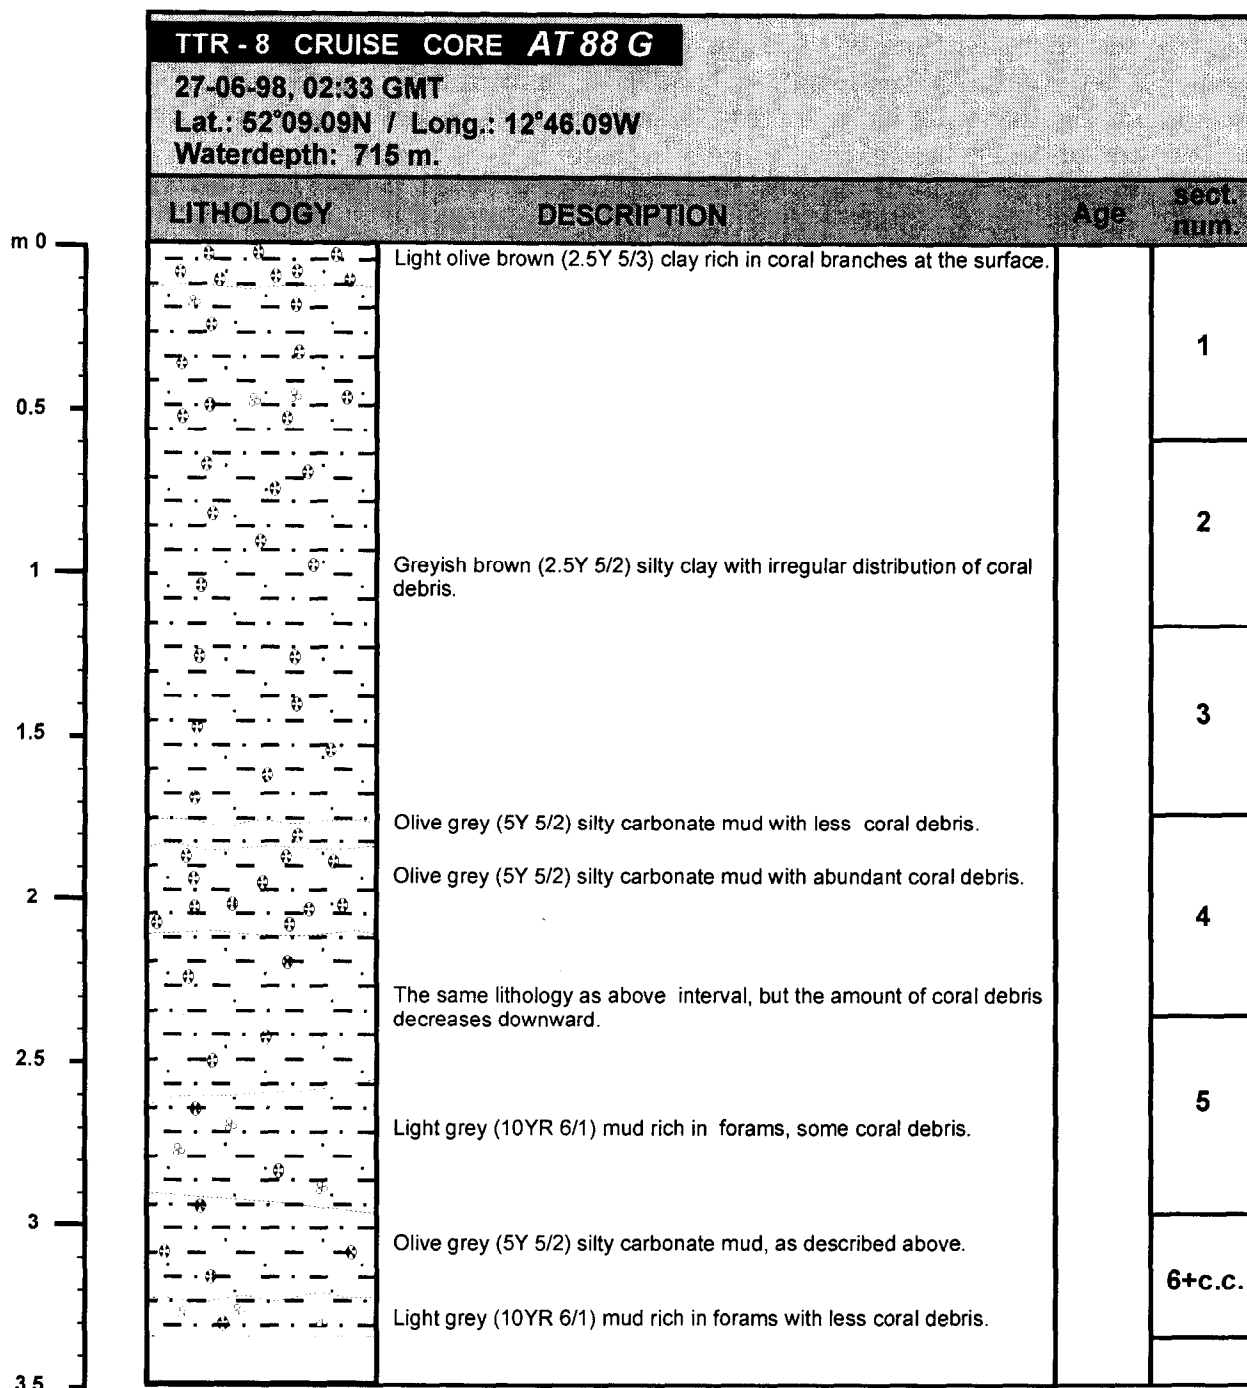 TTR - 8 CRUISE CORE AT 88 G
27-06-98, 02:33 GMT
Lat.: 52°09.09N / Long.: 12°46.09W
Waterdepth: 715 m.
LITHOLOGY DESCRIPTION Age sect. num.
m 0
Light olive brown (2.5Y 5/3) clay rich in coral branches at the surface.
1
0.5
2
1
Greyish brown (2.5Y 5/2) silty clay with irregular distribution of coral
debris.
3
1.5
Olive grey (5Y 5/2) silty carbonate mud with less coral debris.
Olive grey (5Y 5/2) silty carbonate mud with abundant coral debris.
2
4
The same lithology as above interval, but the amount of coral debris
decreases downward.
2.5
5
Light grey (10YR 6/1) mud rich in forams, some coral debris.
3
Olive grey (5Y 5/2) silty carbonate mud, as described above.
6+c.c.
Light grey (10YR 6/1) mud rich in forams with less coral debris.
3.5